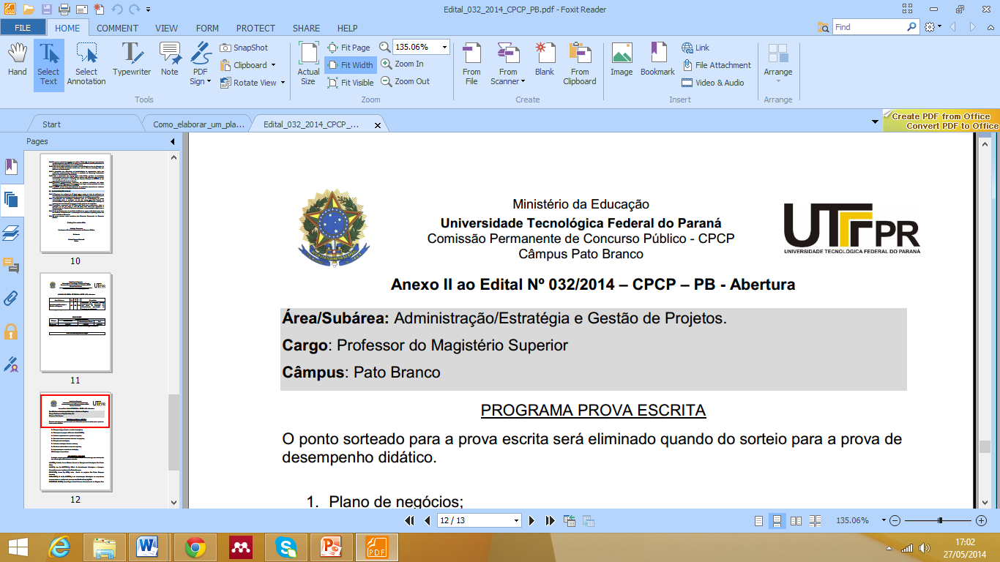 Edital_032_2014_CPCP_PB.pdf - Foxit Reader
FILE HOME COMMENT VIEW FORM PROTECT SHARE HELP
Find
Hand
Select Text
Select Annotation
Typewriter
Note
PDF Sign
SnapShot
Clipboard
Rotate View
Tools
Actual Size
Fit Page
Fit Width
Fit Visible
135.06%
Zoom In
Zoom Out
Zoom
From File
From Scanner
Blank
From Clipboard
Create
Image
Bookmark
Link
File Attachment
Video & Audio
Insert
Arrange
Arrange
Start
Como_elaborar_um_pla...
Edital_032_2014_CPCP_...
Create PDF from Office
Convert PDF to Office
Pages
10
11
12
Ministério da Educação
Universidade Tecnológica Federal do Paraná
Comissão Permanente de Concurso Público - CPCP
Câmpus Pato Branco
UTFPR
UNIVERSIDADE TECNOLÓGICA FEDERAL DO PARANÁ
Anexo II ao Edital Nº 032/2014 – CPCP – PB - Abertura
Área/Subárea: Administração/Estratégia e Gestão de Projetos.
Cargo: Professor do Magistério Superior
Câmpus: Pato Branco
PROGRAMA PROVA ESCRITA
O ponto sorteado para a prova escrita será eliminado quando do sorteio para a prova de
desempenho didático.
1. Plano de negócios;
12 / 13
135.06%
17:02
27/05/2014